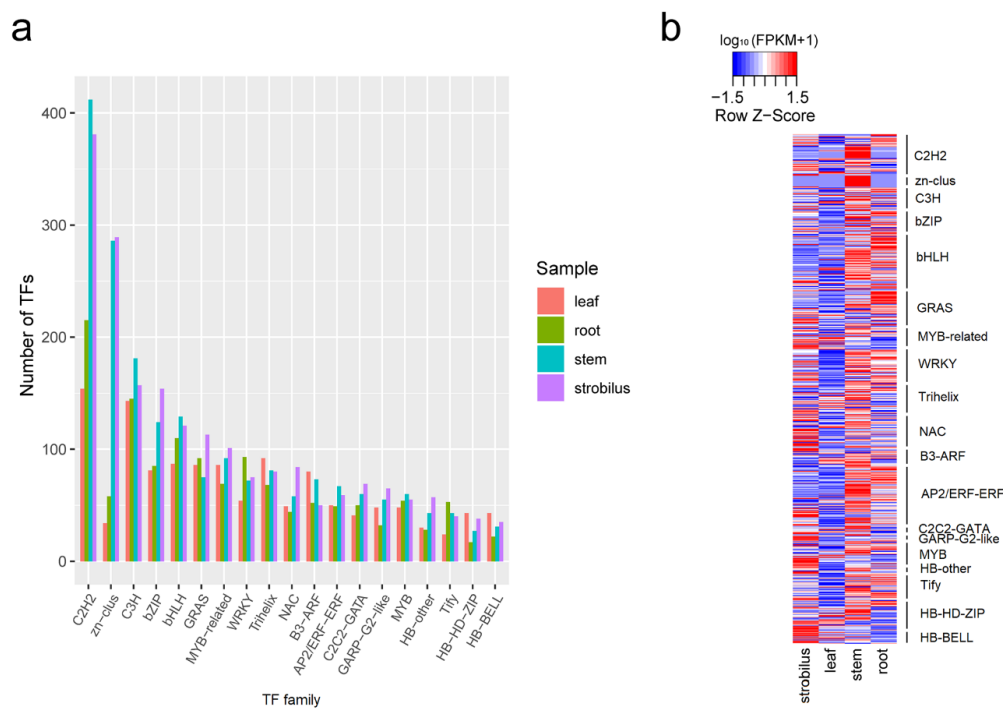 a
Number of TFs
400
300
200
100
0
C2H2
zn−clus
C3H
bZIP
bHLH
GRAS
MYB−related
WRKY
Trihelix
NAC
B3−ARF
AP2/ERF−ERF
C2C2−GATA
GARP−G2−like
MYB
HB−other
Tify
HB−HD−ZIP
HB−BELL
TF family
Sample
leaf
root
stem
strobilus
b
log₁₀ (FPKM+1)
−1.5 1.5
Row Z−Score
C2H2
zn-clus
C3H
bZIP
bHLH
GRAS
MYB-related
WRKY
Trihelix
NAC
B3-ARF
AP2/ERF-ERF
C2C2-GATA
GARP-G2-like
MYB
HB-other
Tify
HB-HD-ZIP
HB-BELL
strobilus
leaf
stem
root